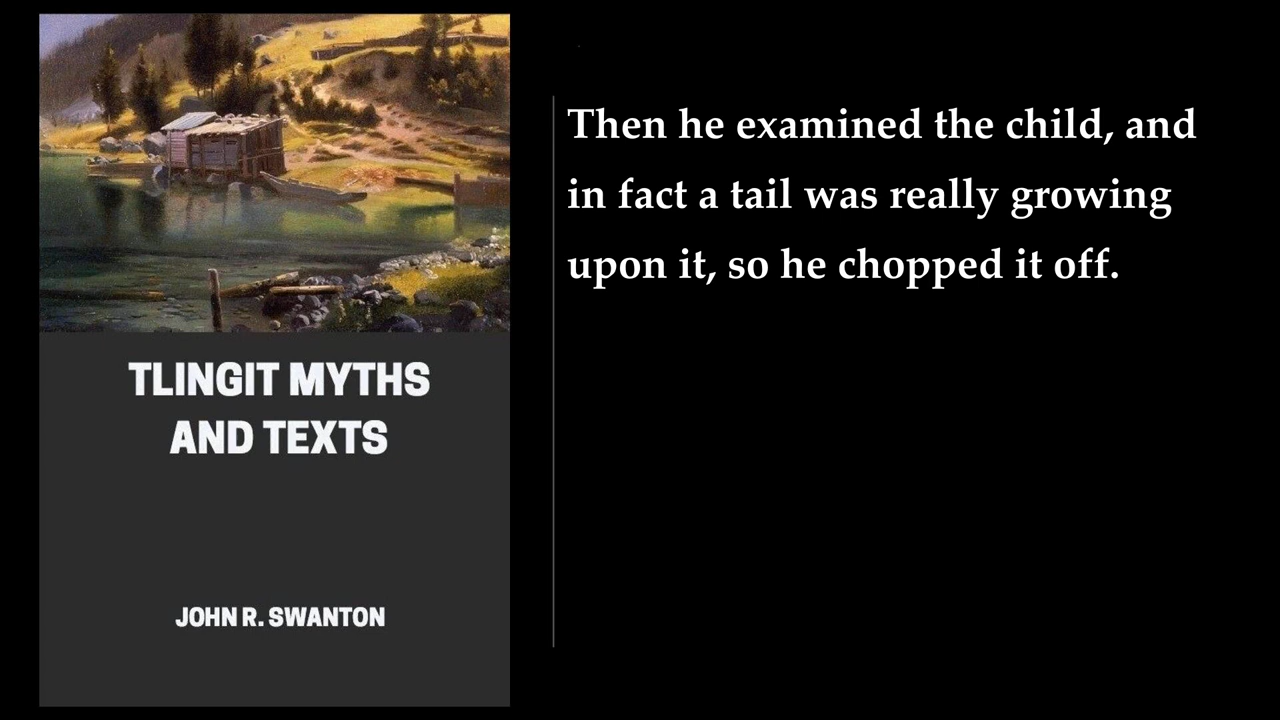 TLINGIT MYTHS
AND TEXTS
JOHN R. SWANTON
Then he examined the child, and
in fact a tail was really growing
upon it, so he chopped it off.